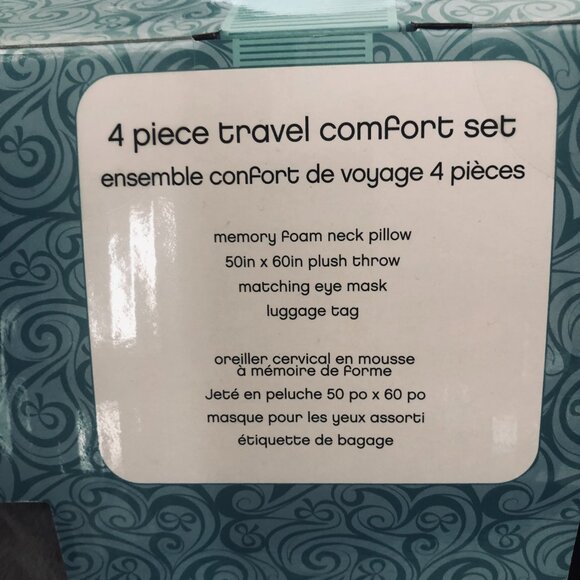 4 piece travel comfort set
ensemble confort de voyage 4 pièces
memory foam neck pillow
50in x 60in plush throw
matching eye mask
luggage tag
oreiller cervical en mousse
à mémoire de forme
Jeté en peluche 50 po x 60 po
masque pour les yeux assorti
étiquette de bagage